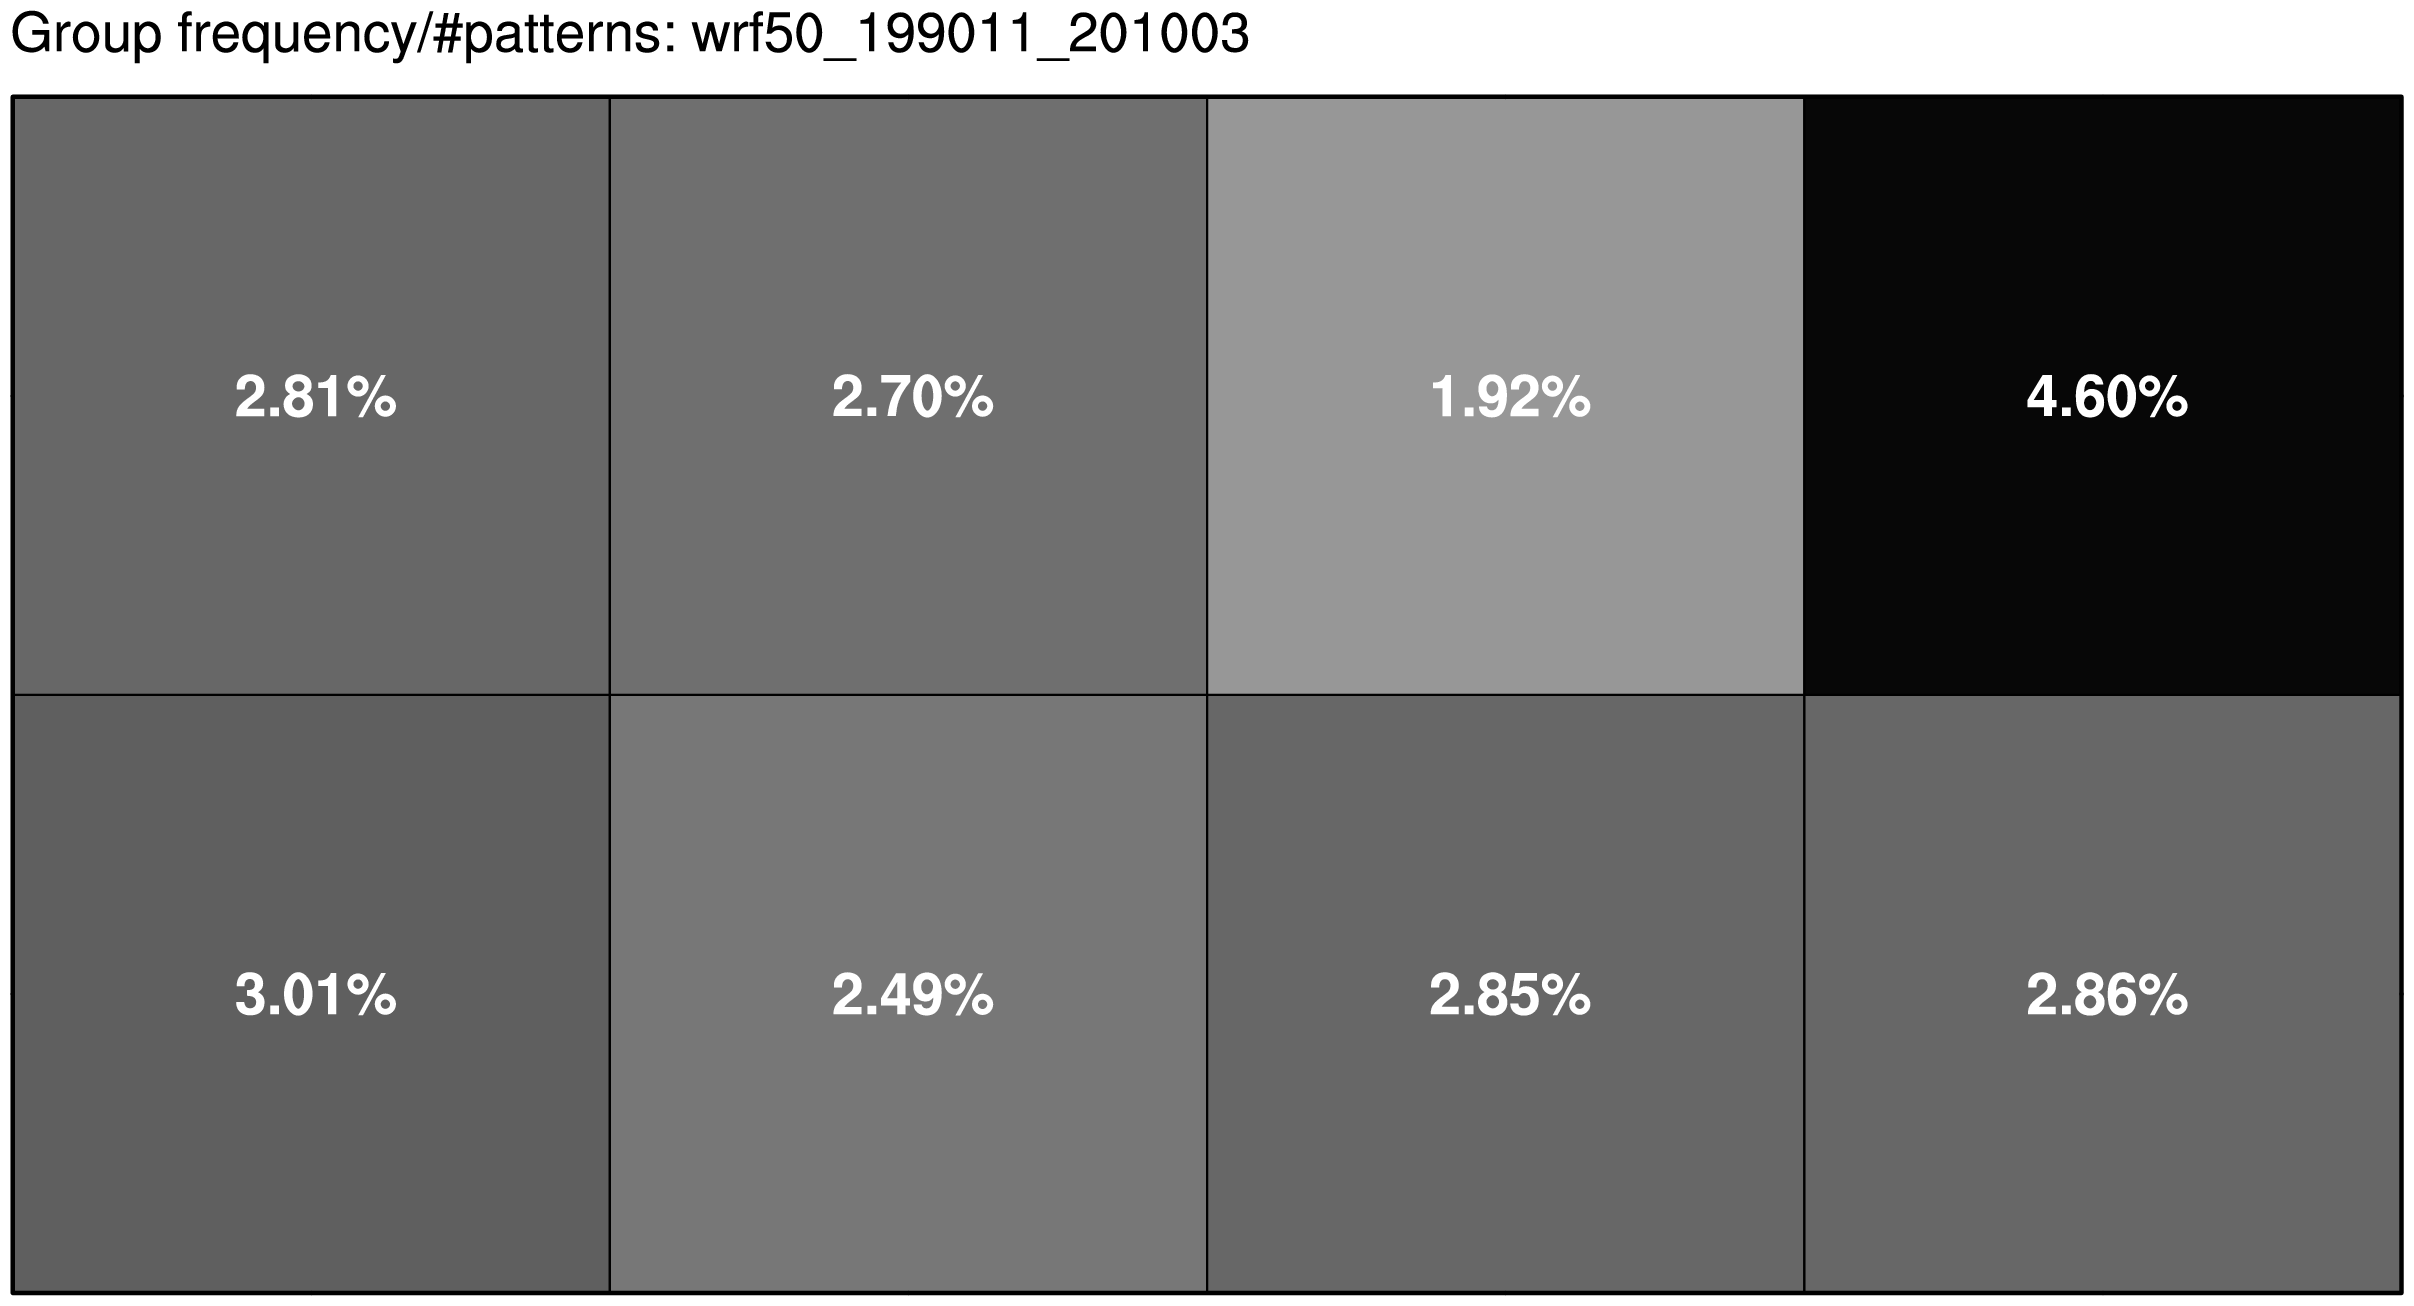 Group frequency/#patterns: wrf50_199011_201003
2.81% 2.70% 1.92% 4.60%
3.01% 2.49% 2.85% 2.86%